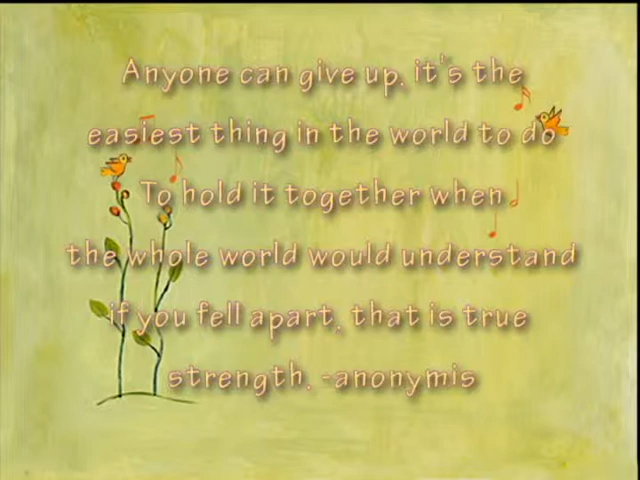 Anyone can give up, it's the
easiest thing in the world to do
To hold it together when
the whole world would understand
if you fell apart, that is true
strength. -anonymis